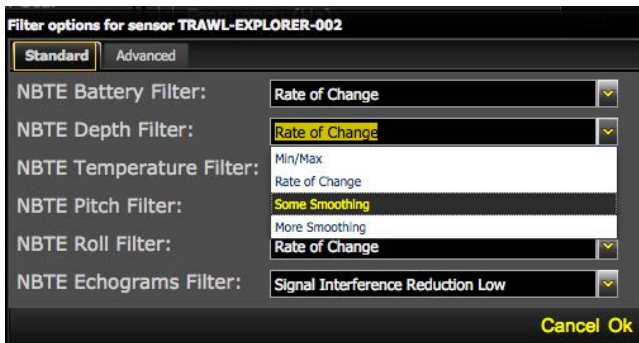 Filter options for sensor TRAWL-EXPLORER-002
Standard Advanced
NBTE Battery Filter: Rate of Change
NBTE Depth Filter: Rate of Change
Min/Max
NBTE Temperature Filter: Rate of Change
NBTE Pitch Filter: Some Smoothing
More Smoothing
NBTE Roll Filter: Rate of Change
NBTE Echograms Filter: Signal Interference Reduction Low
Cancel Ok